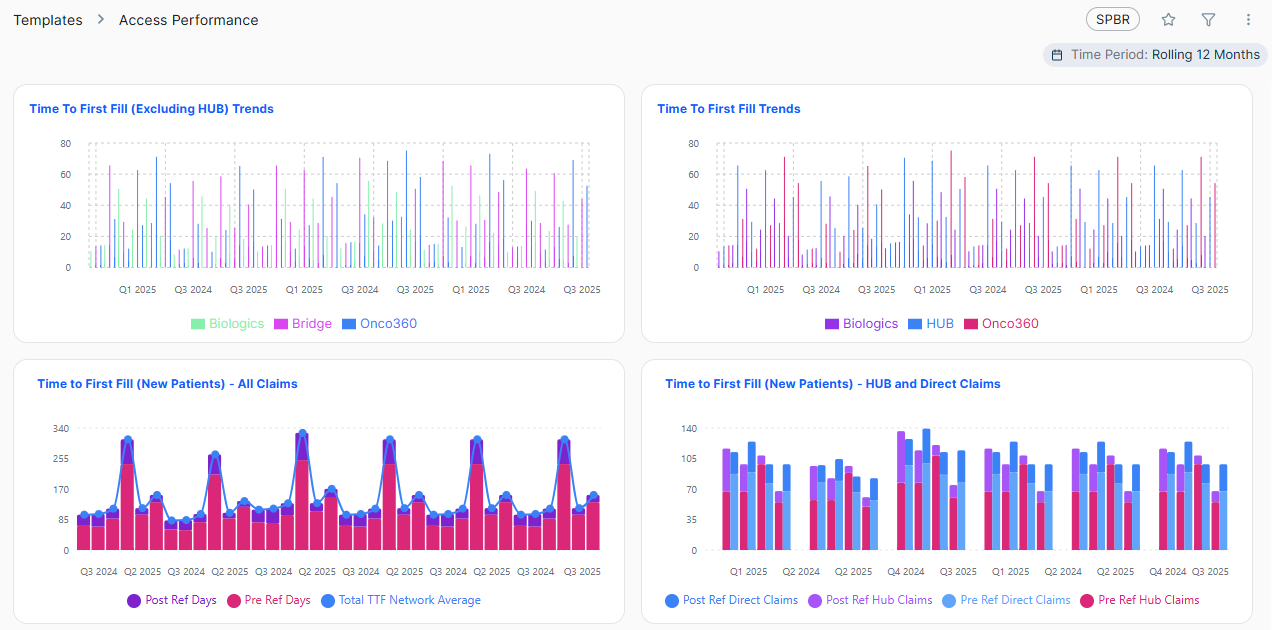 Templates > Access Performance
SPBR
Time Period: Rolling 12 Months
Time To First Fill (Excluding HUB) Trends
80
60
40
20
0
Q1 2025 Q3 2024 Q3 2025 Q1 2025 Q3 2024 Q3 2025 Q1 2025 Q3 2024 Q3 2025
Biologics Bridge Onco360
Time To First Fill Trends
80
60
40
20
0
Q1 2025 Q3 2024 Q3 2025 Q1 2025 Q3 2024 Q3 2025 Q1 2025 Q3 2024 Q3 2025
Biologics HUB Onco360
Time to First Fill (New Patients) - All Claims
340
255
170
85
0
Q3 2024 Q2 2025 Q3 2024 Q2 2025 Q3 2024 Q2 2025 Q3 2024 Q2 2025 Q3 2024 Q2 2025 Q3 2024 Q3 2025
Post Ref Days Pre Ref Days Total TTF Network Average
Time to First Fill (New Patients) - HUB and Direct Claims
140
105
70
35
0
Q1 2025 Q2 2024 Q2 2025 Q4 2024 Q3 2025 Q1 2025 Q2 2024 Q2 2025 Q4 2024 Q3 2025
Post Ref Direct Claims Post Ref Hub Claims Pre Ref Direct Claims Pre Ref Hub Claims